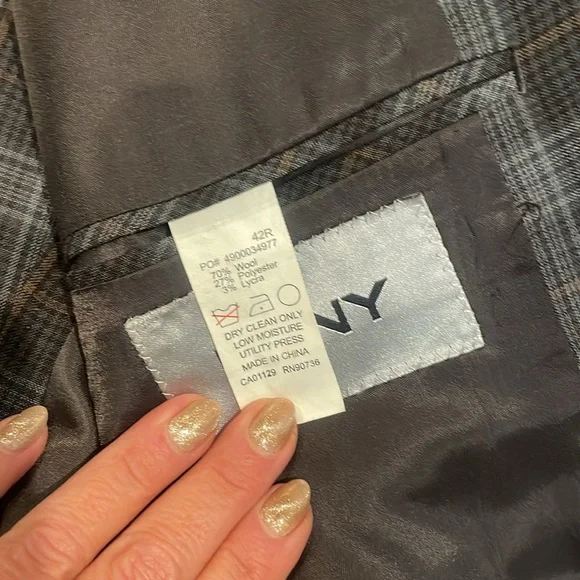 42R
PO# 4900034977
70% Wool
27% Polyester
3% Lycra
DRY CLEAN ONLY
LOW MOISTURE
UTILITY PRESS
MADE IN CHINA
CA01129 RN90736
NY